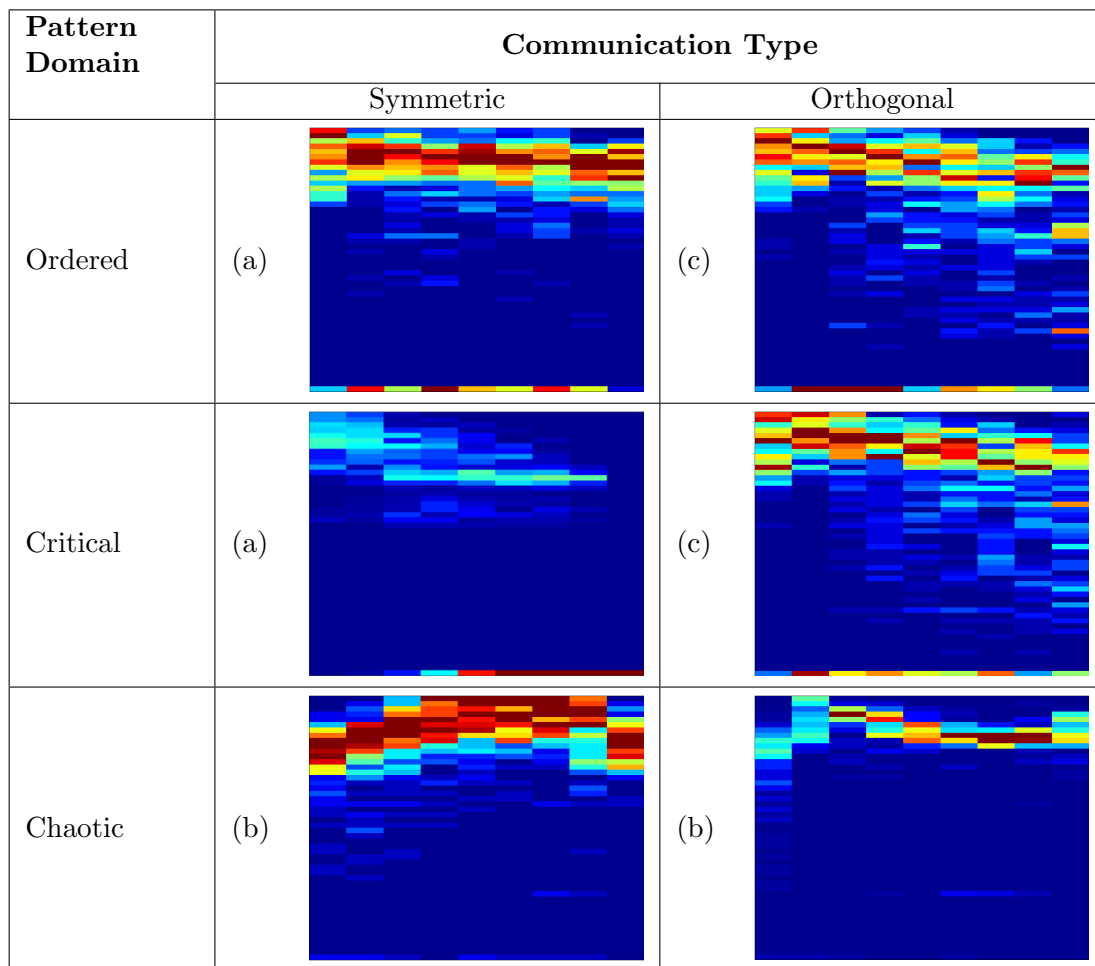 Pattern
Domain
Communication Type
Symmetric
Orthogonal
Ordered
(a)
(c)
Critical
(a)
(c)
Chaotic
(b)
(b)